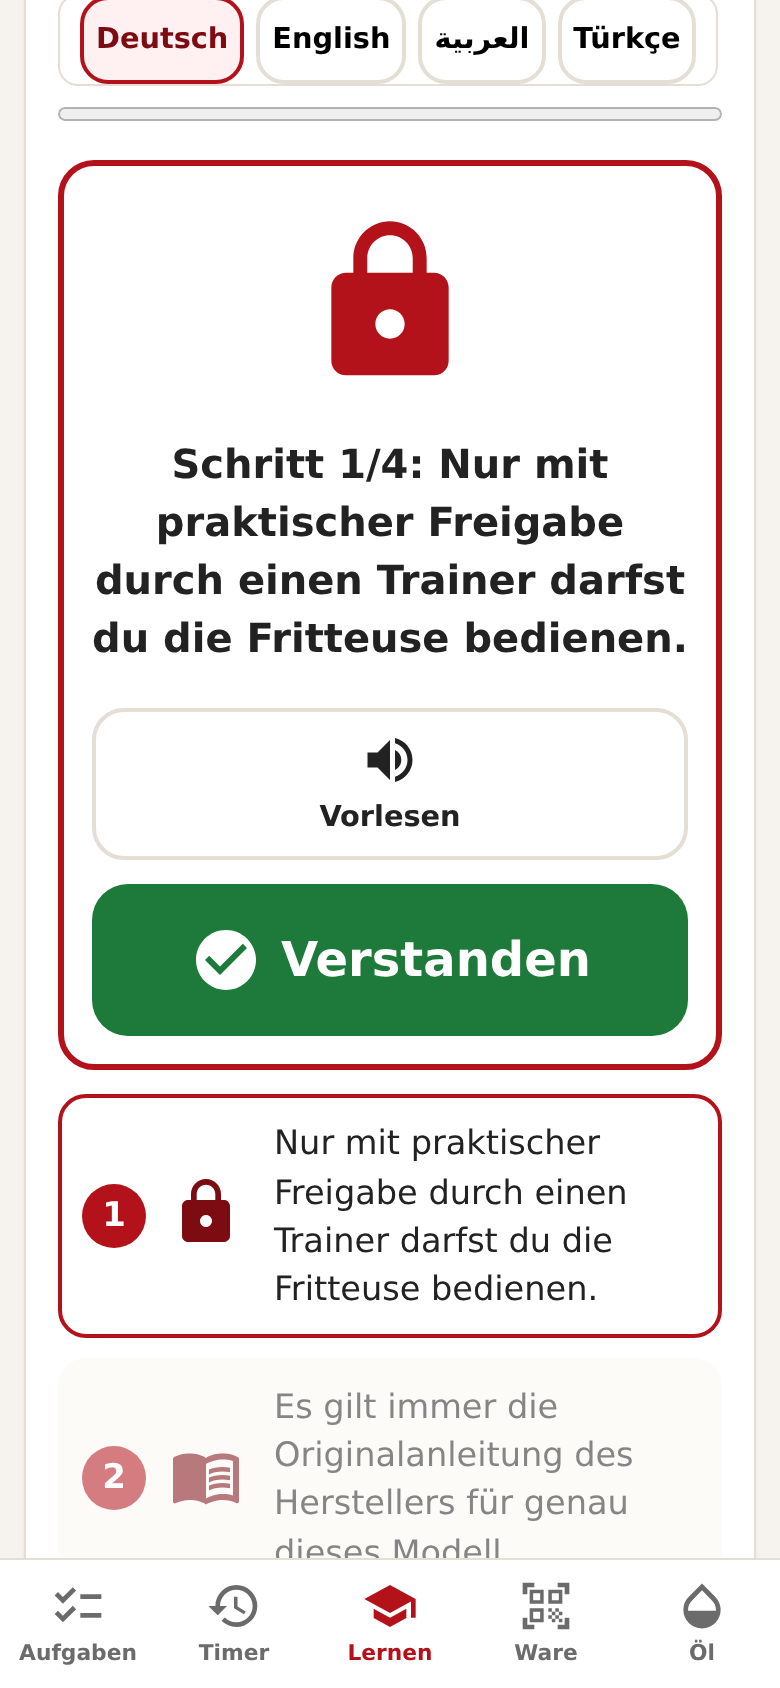 Deutsch English العربية Türkçe
Schritt 1/4: Nur mit
praktischer Freigabe
durch einen Trainer darfst
du die Fritteuse bedienen.
Vorlesen
Verstanden
1
Nur mit praktischer
Freigabe durch einen
Trainer darfst du die
Fritteuse bedienen.
2
Es gilt immer die
Originalanleitung des
Herstellers für genau
dieses Modell
Aufgaben Timer Lernen Ware Öl